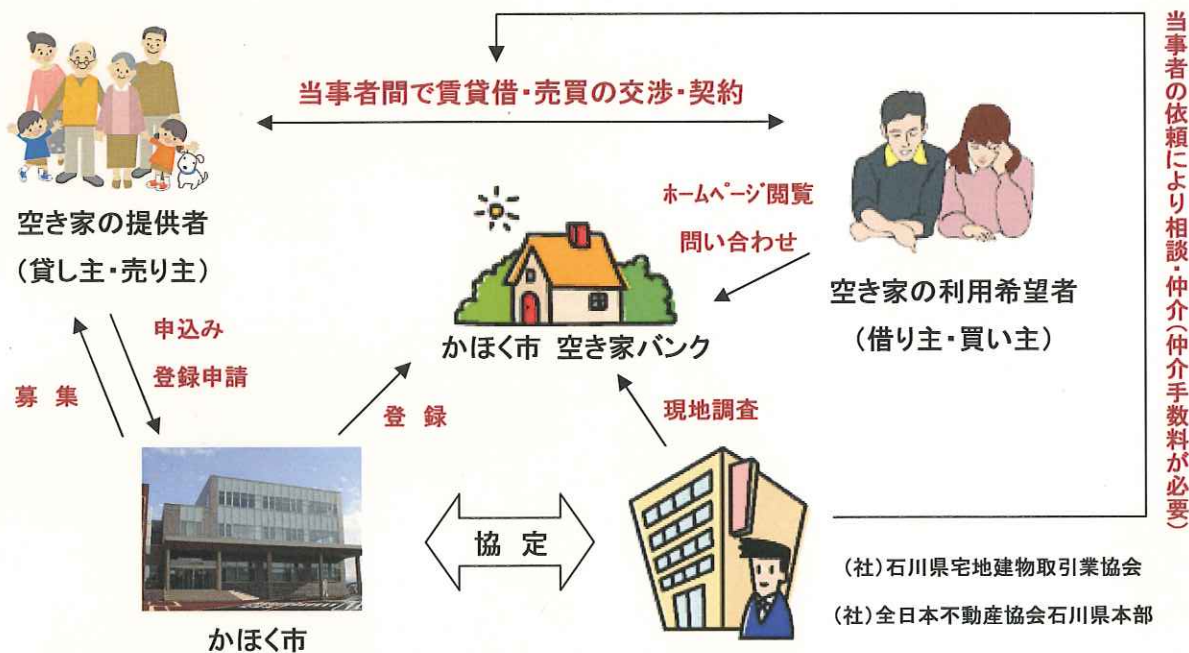 当事者間で賃貸借・売買の交渉・契約
当事者の依頼により相談・仲介(仲介手数料が必要)
空き家の提供者
(貸し主・売り主)
ホームページ閲覧
問い合わせ
空き家の利用希望者
(借り主・買い主)
かほく市 空き家バンク
申込み
登録申請
募 集
登 録
現地調査
協 定
かほく市
(社)石川県宅地建物取引業協会
(社)全日本不動産協会石川県本部